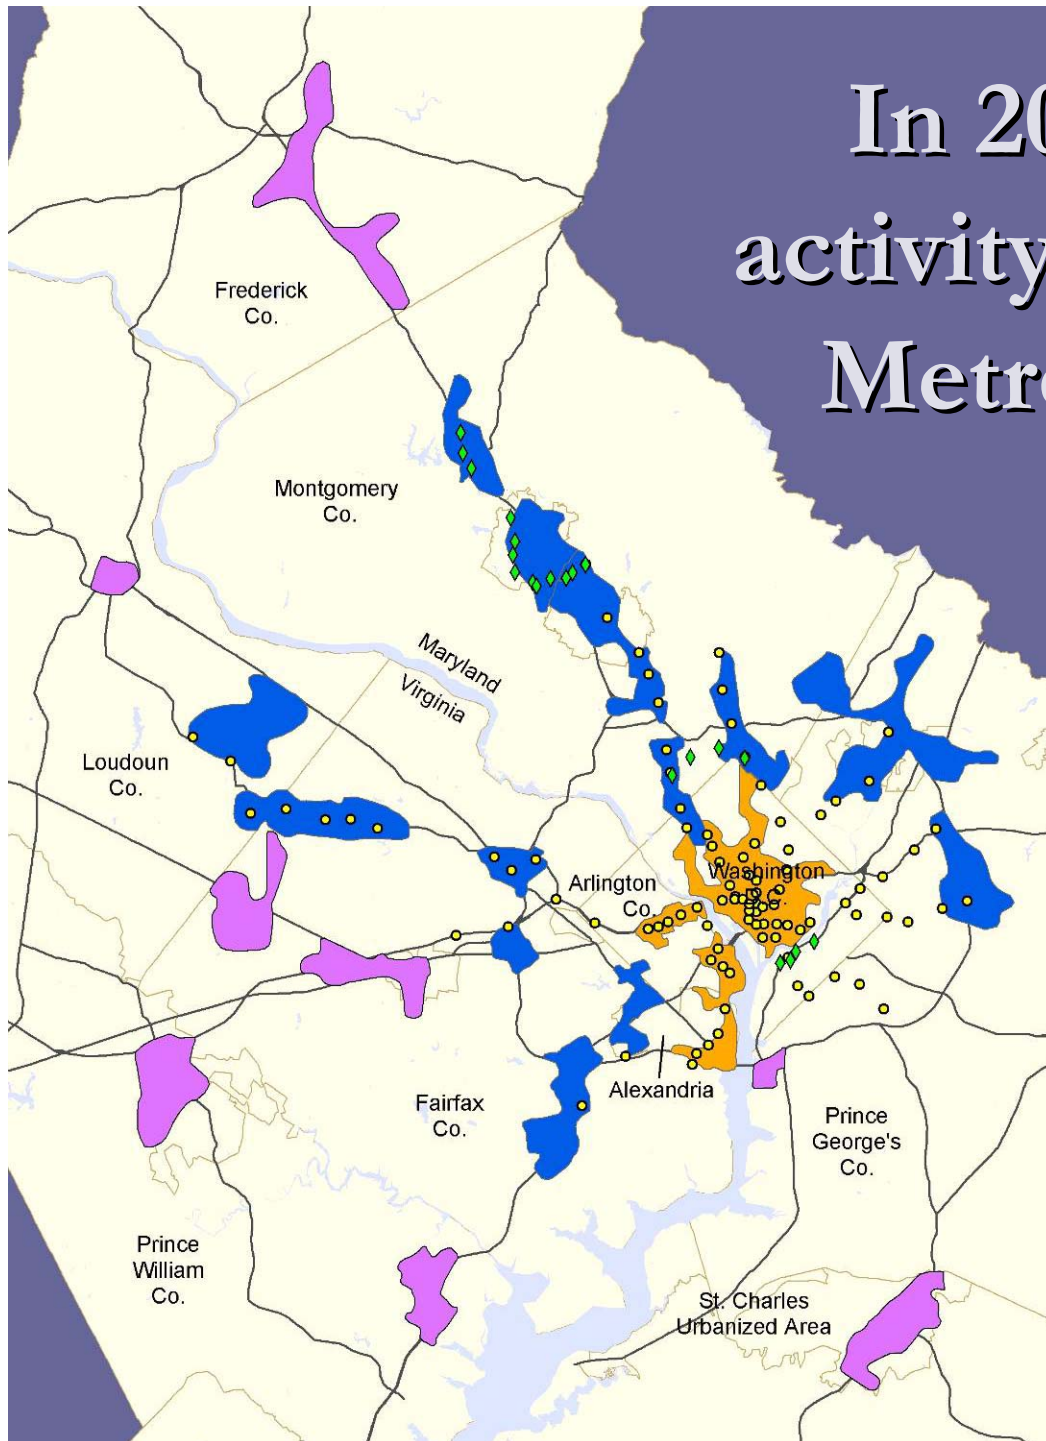 In 20
activity
Metro
Frederick
Co.
Montgomery
Co.
Maryland
Virginia
Loudoun
Co.
Arlington
Co.
Washington
D.C.
Alexandria
Fairfax
Co.
Prince
George's
Co.
Prince
William
Co.
St. Charles
Urbanized Area